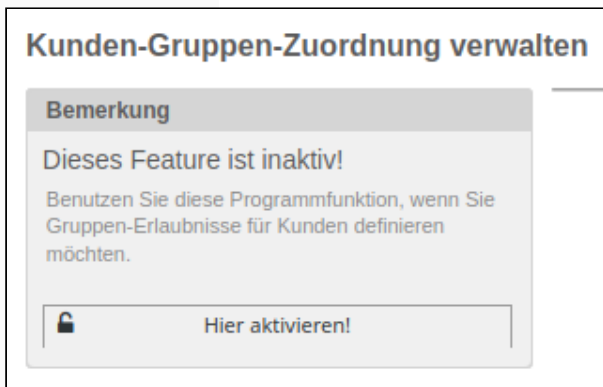 Kunden-Gruppen-Zuordnung verwalten
Bemerkung
Dieses Feature ist inaktiv!
Benutzen Sie diese Programmfunktion, wenn Sie
Gruppen-Erlaubnisse für Kunden definieren
möchten.
Hier aktivieren!